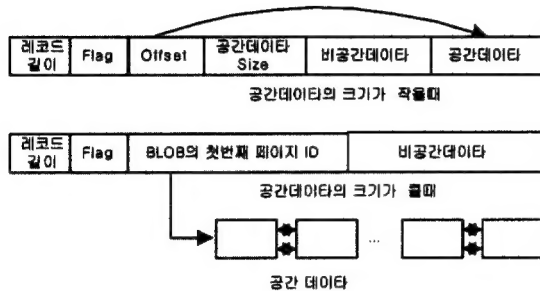 레코드 길이 Flag Offset 공간데이타 Size 비공간데이타 공간데이타
공간데이타의 크기가 작을때
레코드 길이 Flag BLOB의 첫번째 페이지 ID 비공간데이타
공간데이타의 크기가 클때
...
공간 데이타